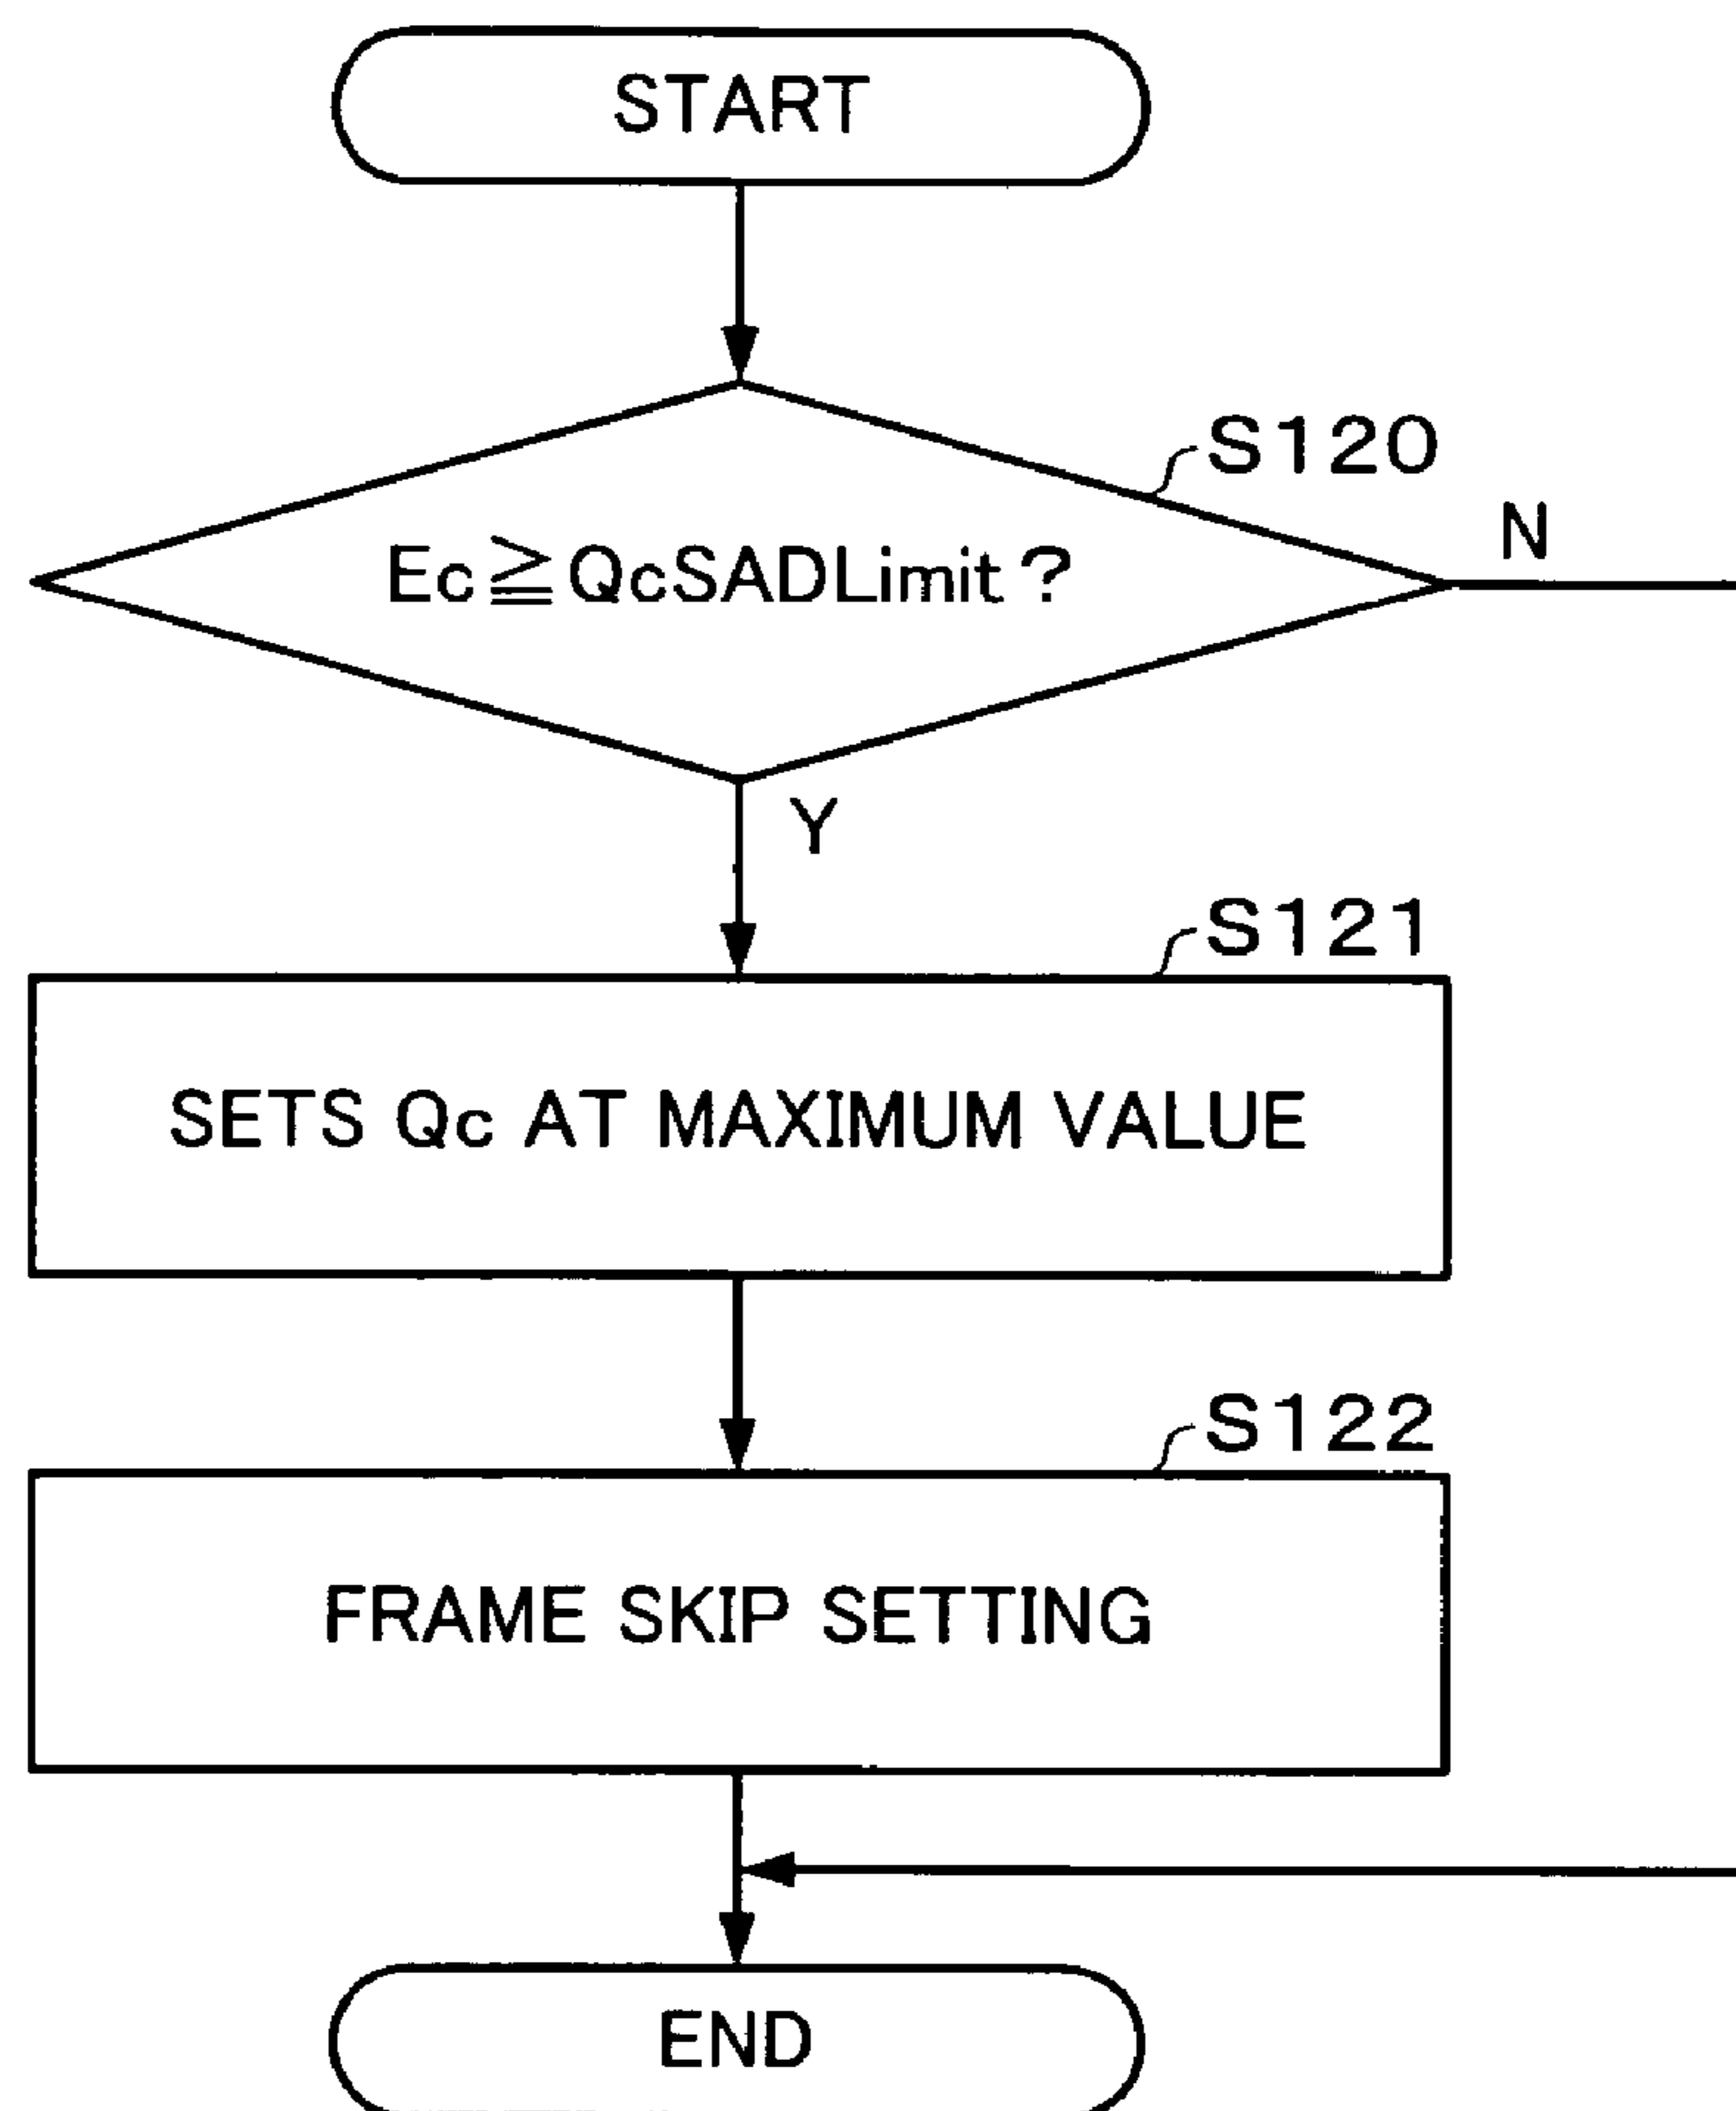 START
S120
N
Ec≧QcSADLimit ?
Y
S121
SETS Qc AT MAXIMUM VALUE
S122
FRAME SKIP SETTING
END